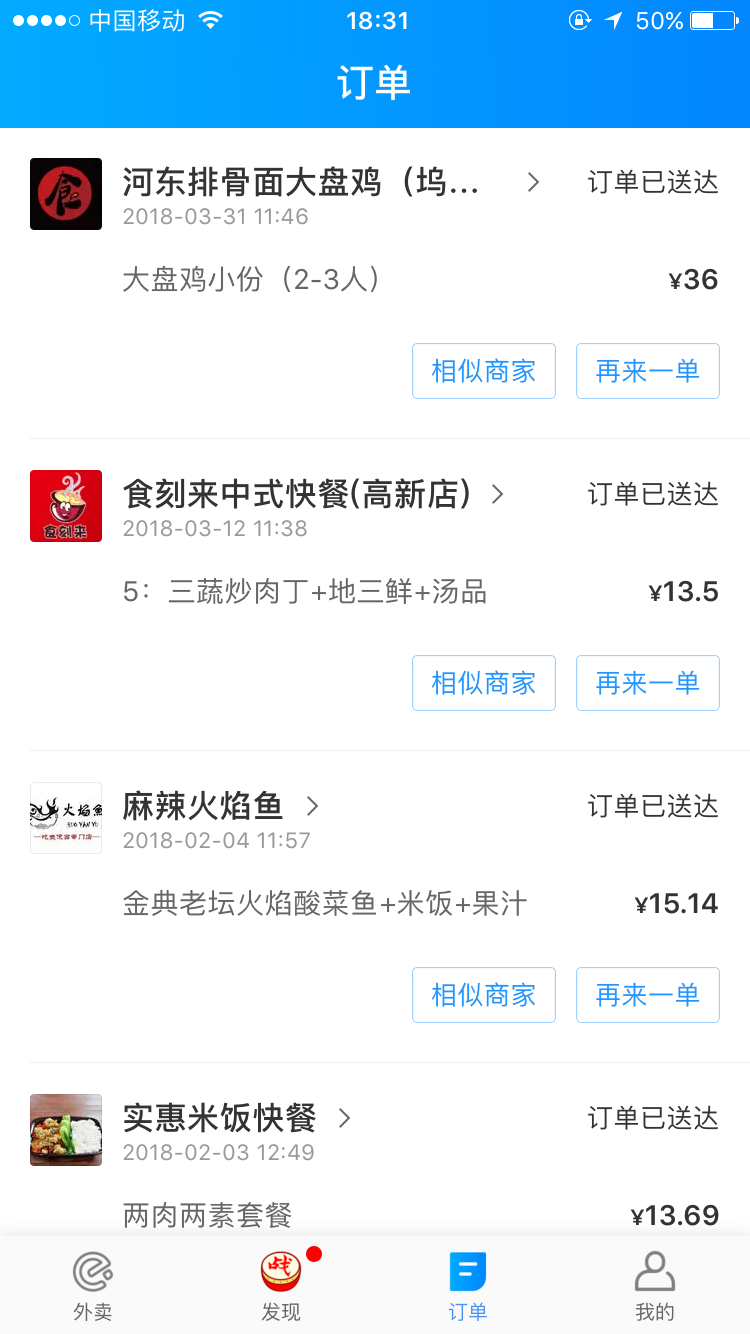 中国移动 18:31 50%
订单
食
河东排骨面大盘鸡（坞... 订单已送达
2018-03-31 11:46
大盘鸡小份（2-3人） ¥36
相似商家 再来一单
食刻来
食刻来中式快餐(高新店) 订单已送达
2018-03-12 11:38
5：三蔬炒肉丁+地三鲜+汤品 ¥13.5
相似商家 再来一单
火焰鱼
麻辣火焰鱼 订单已送达
2018-02-04 11:57
金典老坛火焰酸菜鱼+米饭+果汁 ¥15.14
相似商家 再来一单
实惠米饭快餐 订单已送达
2018-02-03 12:49
两肉两素套餐 ¥13.69
战
外卖 发现 订单 我的